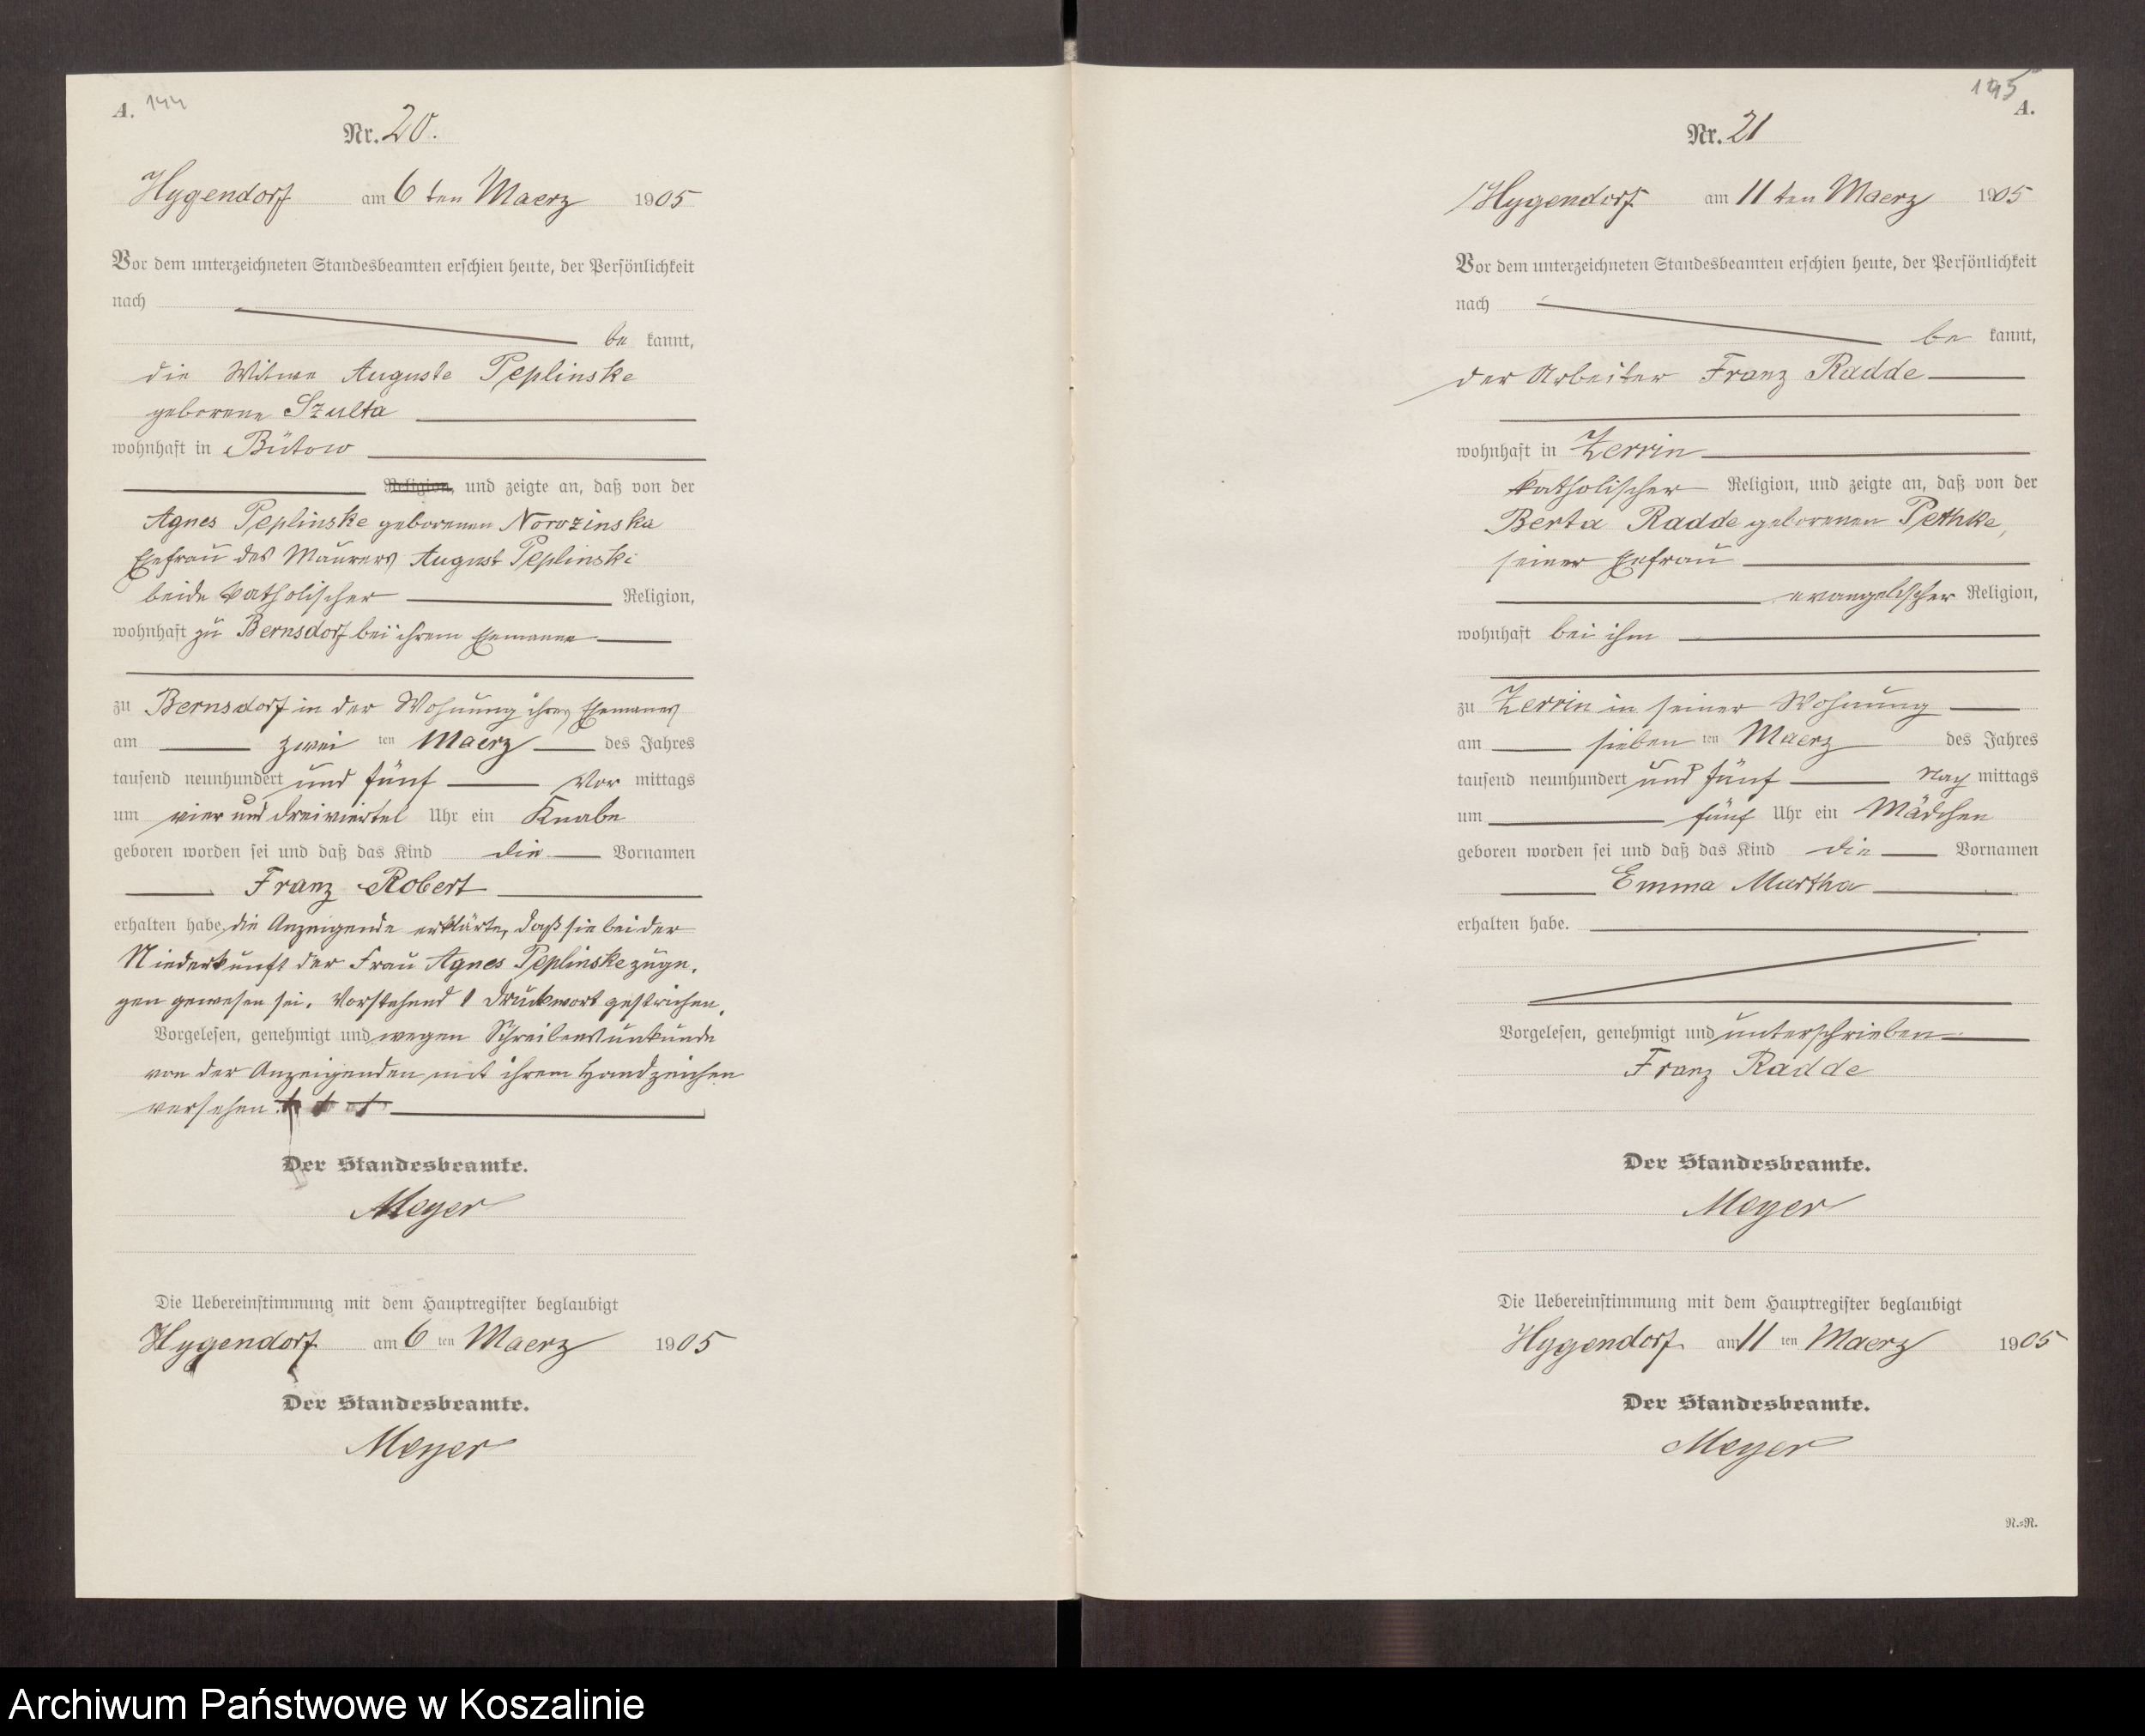 A. 144
Nr. 20.
Hygendorf am 6 ten Maerz 1905
Vor dem unterzeichneten Standesbeamten erschien heute, der Persönlichkeit
nach
be kannt,
die Witwe Auguste Peplinske
geborene Szulta
wohnhaft in Bütow
Religion, und zeigte an, daß von der
Agnes Peplinske geborenen Norozinska
Ehefrau des Maurers August Peplinski
beide katholischer Religion,
wohnhaft zu Bernsdorf bei ihrem Ehemanne
zu Bernsdorf in der Wohnung ihres Ehemannes
am zwei ten Maerz des Jahres
tausend neunhundert und fünf Vor mittags
um vier und dreiviertel Uhr ein Knabe
geboren worden sei und daß das Kind die Vornamen
Franz Robert
erhalten habe, die Anzeigende erklärte, daß sie bei der
Niederkunft der Frau Agnes Peplinske zuge-
gen gewesen sei. Vorstehend 1 Druckwort gestrichen.
Vorgelesen, genehmigt und wegen Schreibensunkunde
von der Anzeigenden mit ihrem Handzeichen
versehen. + + +
Der Standesbeamte.
Meyer
Die Uebereinstimmung mit dem Hauptregister beglaubigt
Hygendorf am 6 ten Maerz 1905
Der Standesbeamte.
Meyer
195
A.
Nr. 21
Hygendorf am 11 ten Maerz 1905
Vor dem unterzeichneten Standesbeamten erschien heute, der Persönlichkeit
nach
be kannt,
der Arbeiter Franz Radde
wohnhaft in Zerrin
katholischer Religion, und zeigte an, daß von der
Berta Radde geborenen Pethke,
seiner Ehefrau
evangelischer Religion,
wohnhaft bei ihm
zu Zerrin in seiner Wohnung
am sieben ten Maerz des Jahres
tausend neunhundert und fünf Nach mittags
um fünf Uhr ein Mädchen
geboren worden sei und daß das Kind die Vornamen
Emma Martha
erhalten habe.
Vorgelesen, genehmigt und unterschrieben
Franz Radde
Der Standesbeamte.
Meyer
Die Uebereinstimmung mit dem Hauptregister beglaubigt
Hygendorf am 11 ten Maerz 1905
Der Standesbeamte.
Meyer
R.=R.
Archiwum Państwowe w Koszalinie